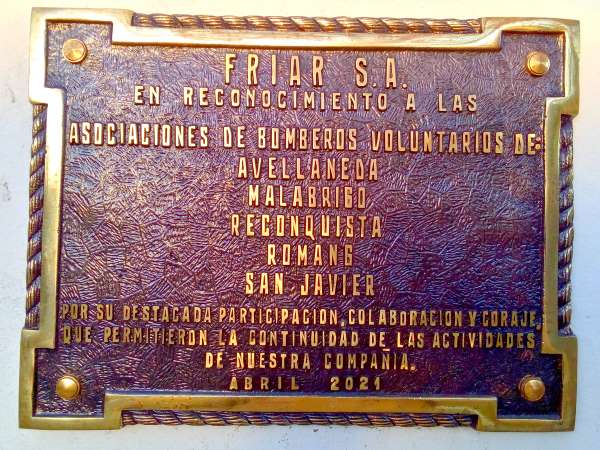 FRIAR S.A.
EN RECONOCIMIENTO A LAS
ASOCIACIONES DE BOMBEROS VOLUNTARIOS DE:
AVELLANEDA
MALABRIGO
RECONQUISTA
ROMANG
SAN JAVIER
POR SU DESTACADA PARTICIPACION, COLABORACION Y CORAJE,
QUE PERMITIERON LA CONTINUIDAD DE LAS ACTIVIDADES
DE NUESTRA COMPAÑIA.
ABRIL 2021